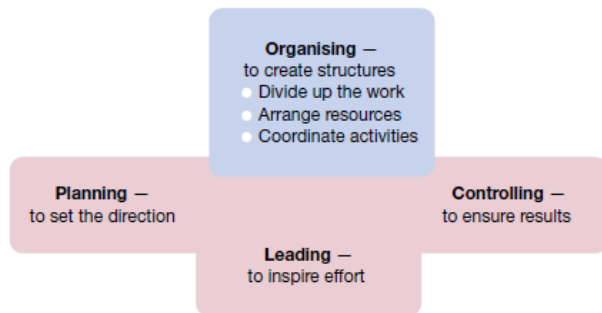 Organising —
to create structures
Divide up the work
Arrange resources
Coordinate activities
Planning —
to set the direction
Controlling —
to ensure results
Leading —
to inspire effort